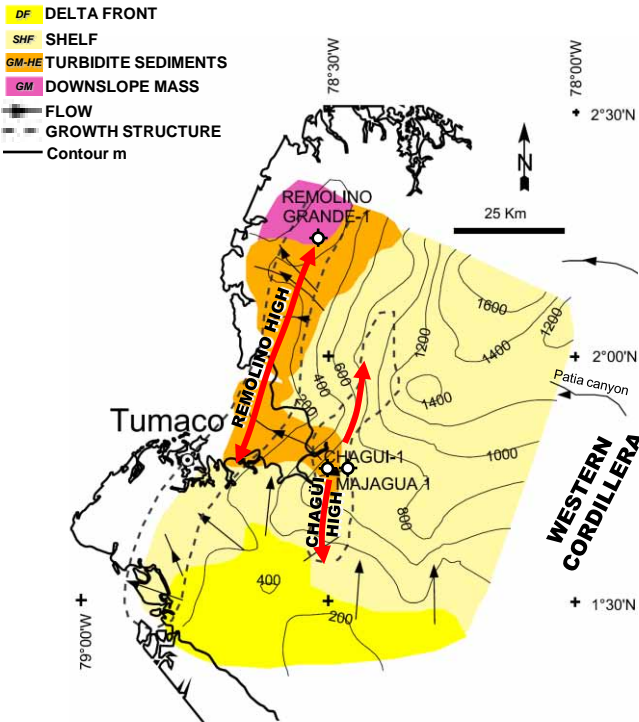 DF DELTA FRONT
SHF SHELF
GM-HE TURBIDITE SEDIMENTS
GM DOWNSLOPE MASS
FLOW
GROWTH STRUCTURE
Contour m
78°30'W
78°00'W
2°30'N
N
25 Km
REMOLINO
GRANDE-1
REMOLINO HIGH
1600
1200
1200
1400
2°00'N
600
400
200
1400
Patia canyon
Tumaco
CHAGUI-1
MAJAGUA 1
1000
CHAGÜI
HIGH
800
WESTERN
CORDILLERA
400
200
1°30'N
79°00'W